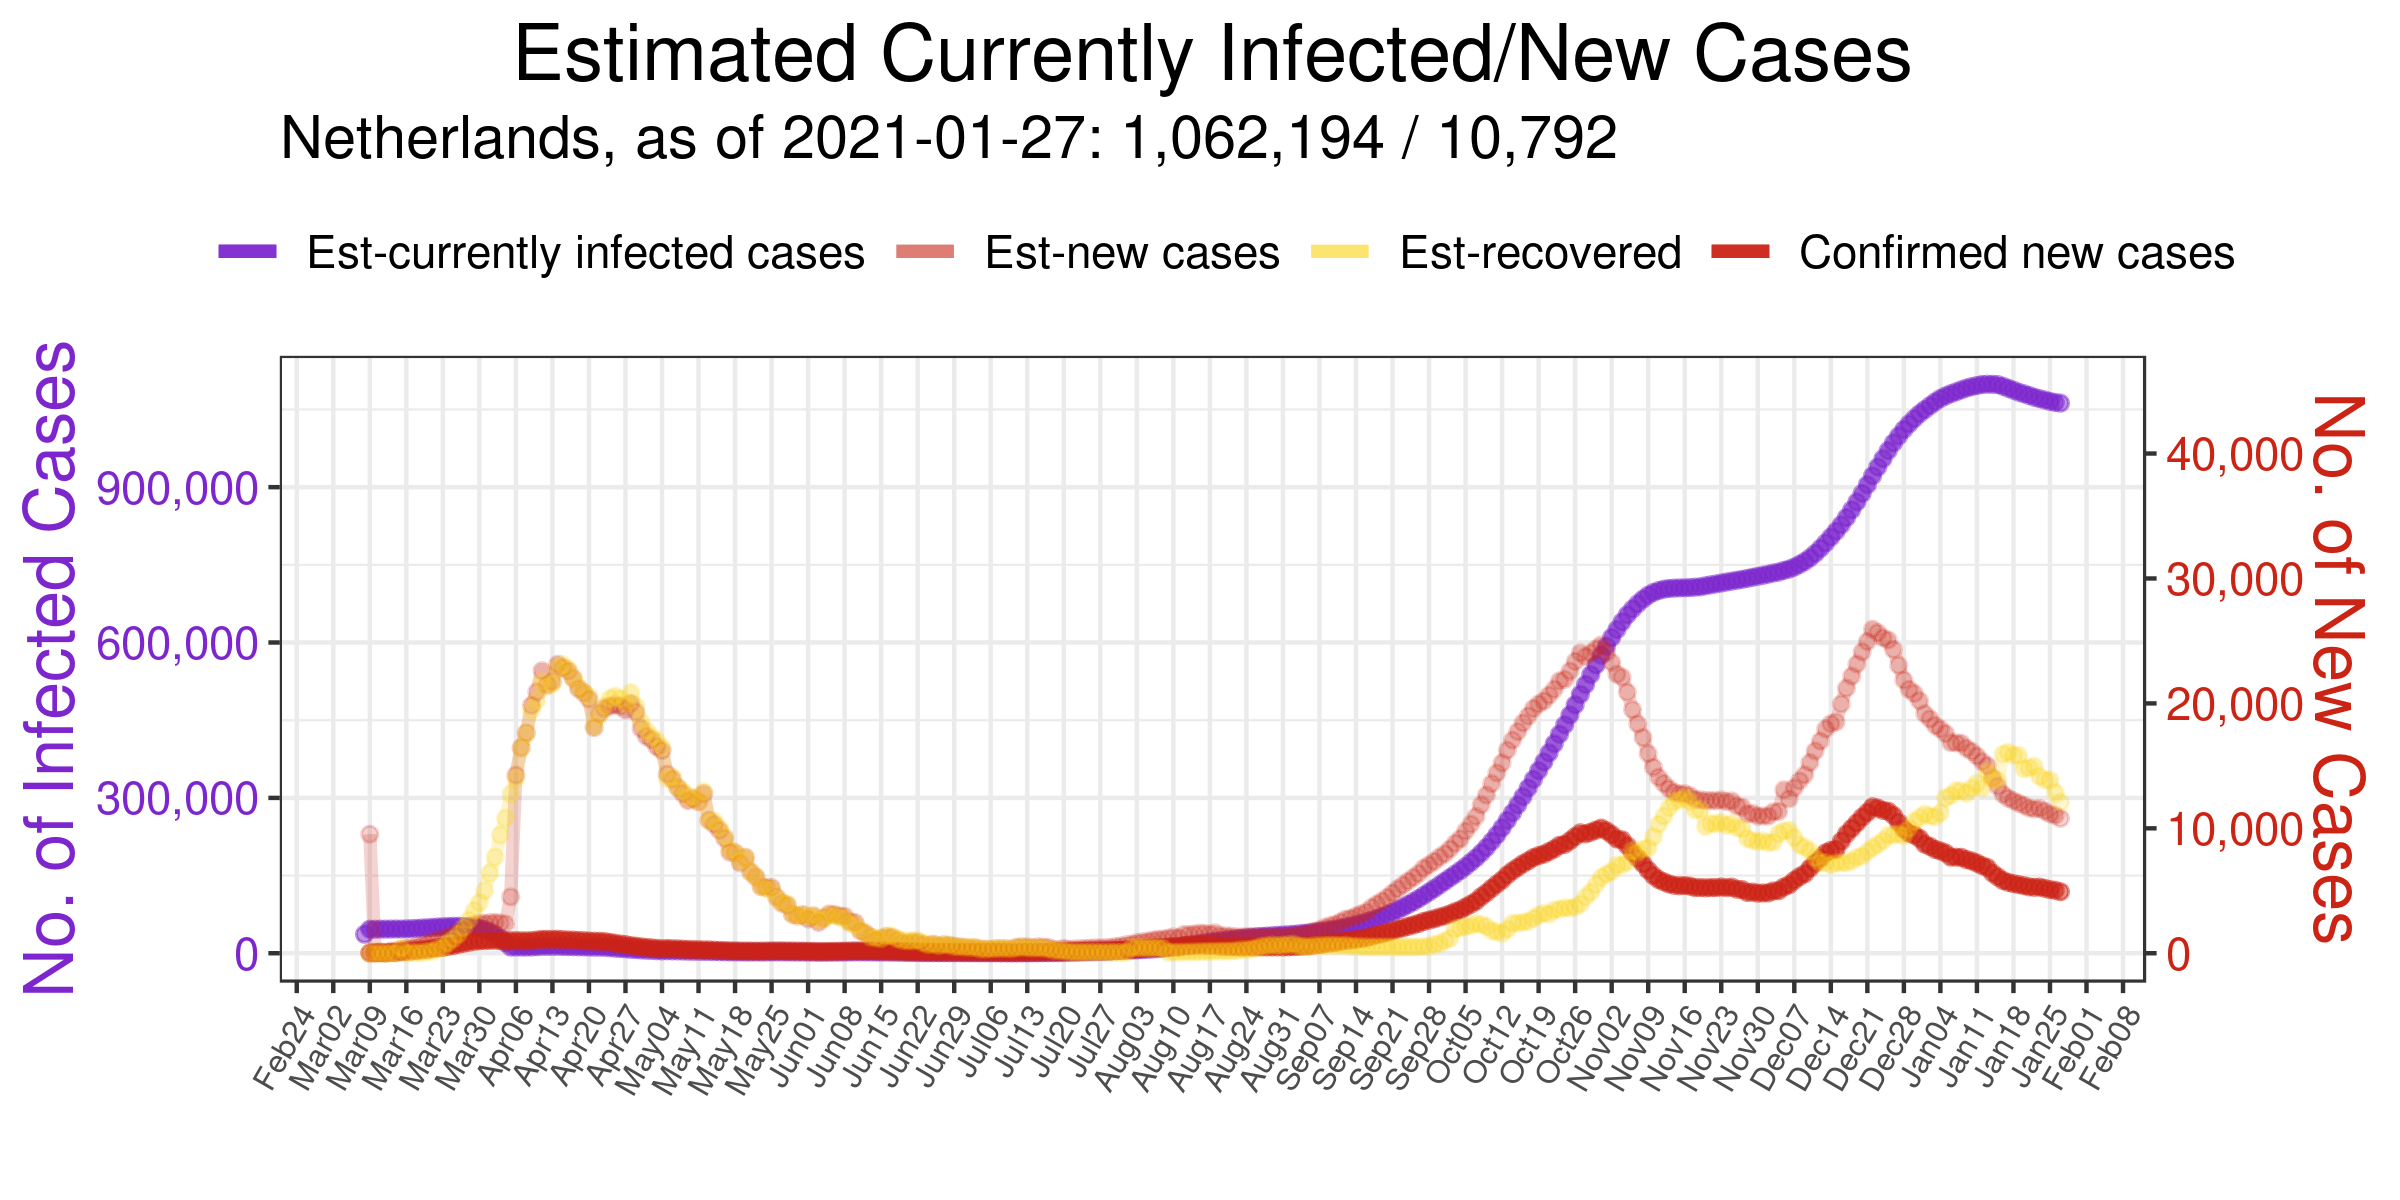 Estimated Currently Infected/New Cases
Netherlands, as of 2021-01-27: 1,062,194 / 10,792
Est-currently infected cases Est-new cases Est-recovered Confirmed new cases
No. of Infected Cases
900,000
600,000
300,000
0
40,000
30,000
20,000
10,000
0
No. of New Cases
Feb24 Mar02 Mar09 Mar16 Mar23 Mar30 Apr06 Apr13 Apr20 Apr27 May04 May11 May18 May25 Jun01 Jun08 Jun15 Jun22 Jun29 Jul06 Jul13 Jul20 Jul27 Aug03 Aug10 Aug17 Aug24 Aug31 Sep07 Sep14 Sep21 Sep28 Oct05 Oct12 Oct19 Oct26 Nov02 Nov09 Nov16 Nov23 Nov30 Dec07 Dec14 Dec21 Dec28 Jan04 Jan11 Jan18 Jan25 Feb01 Feb08